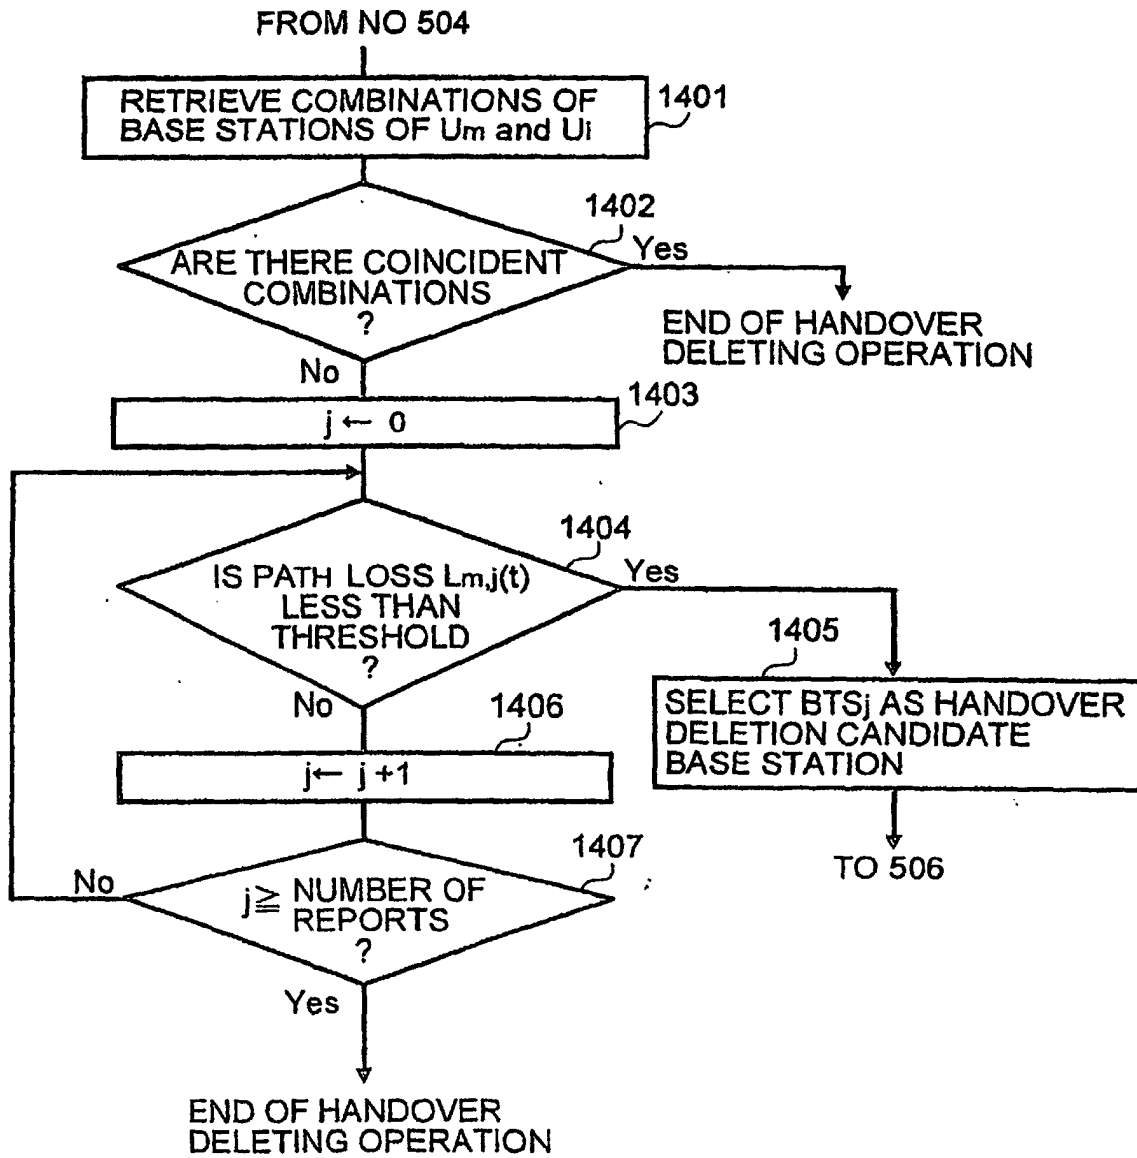 FROM NO 504
RETRIEVE COMBINATIONS OF
BASE STATIONS OF Um and Ui
1401
1402
ARE THERE COINCIDENT
COMBINATIONS
?
Yes
END OF HANDOVER
DELETING OPERATION
No
1403
j ← 0
1404
IS PATH LOSS Lm,j(t)
LESS THAN
THRESHOLD
?
Yes
1405
SELECT BTSj AS HANDOVER
DELETION CANDIDATE
BASE STATION
TO 506
No
1406
j ← j +1
1407
j ≧ NUMBER OF
REPORTS
?
No
Yes
END OF HANDOVER
DELETING OPERATION